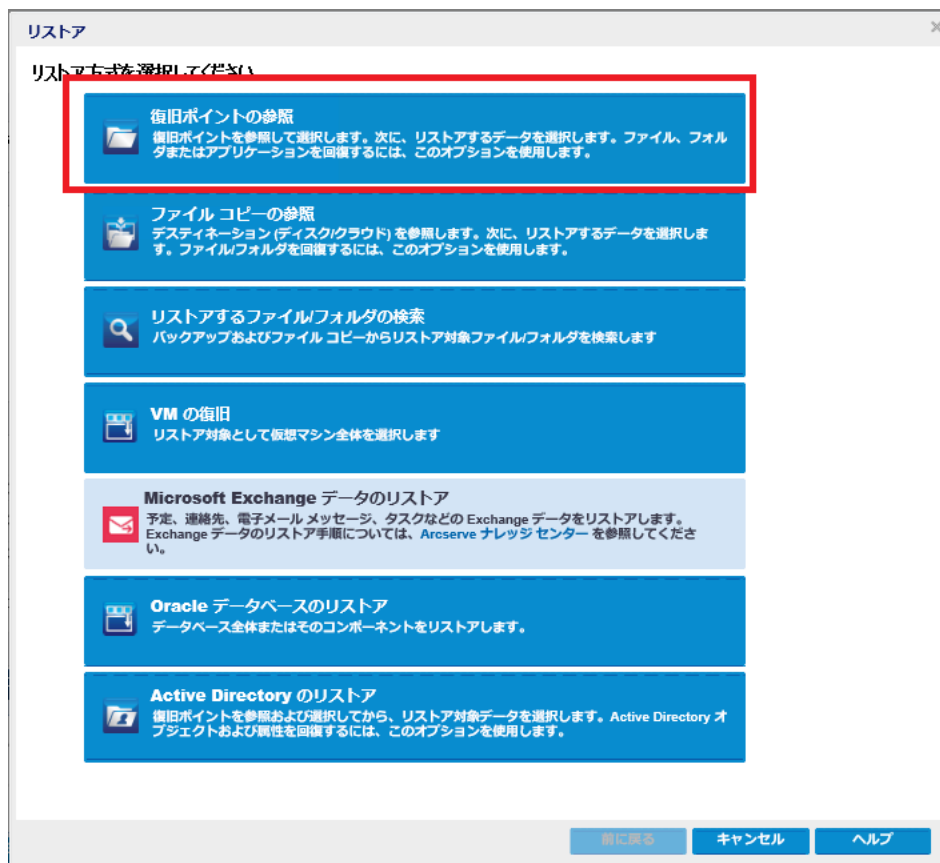 リストア
リストア方式を選択してください
復旧ポイントの参照
復旧ポイントを参照して選択します。次に、リストアするデータを選択します。ファイル、フォル
ダまたはアプリケーションを回復するには、このオプションを使用します。
ファイル コピーの参照
デスティネーション (ディスク/クラウド) を参照します。次に、リストアするデータを選択しま
す。ファイル/フォルダを回復するには、このオプションを使用します。
リストアするファイル/フォルダの検索
バックアップおよびファイル コピーからリストア対象ファイル/フォルダを検索します
VM の復旧
リストア対象として仮想マシン全体を選択します
Microsoft Exchange データのリストア
予定、連絡先、電子メール メッセージ、タスクなどの Exchange データをリストアします。
Exchange データのリストア手順については、Arcserve ナレッジ センター を参照してくださ
い。
Oracle データベースのリストア
データベース全体またはそのコンポーネントをリストアします。
Active Directory のリストア
復旧ポイントを参照および選択してから、リストア対象データを選択します。Active Directory オ
ブジェクトおよび属性を回復するには、このオプションを使用します。
前に戻る キャンセル ヘルプ